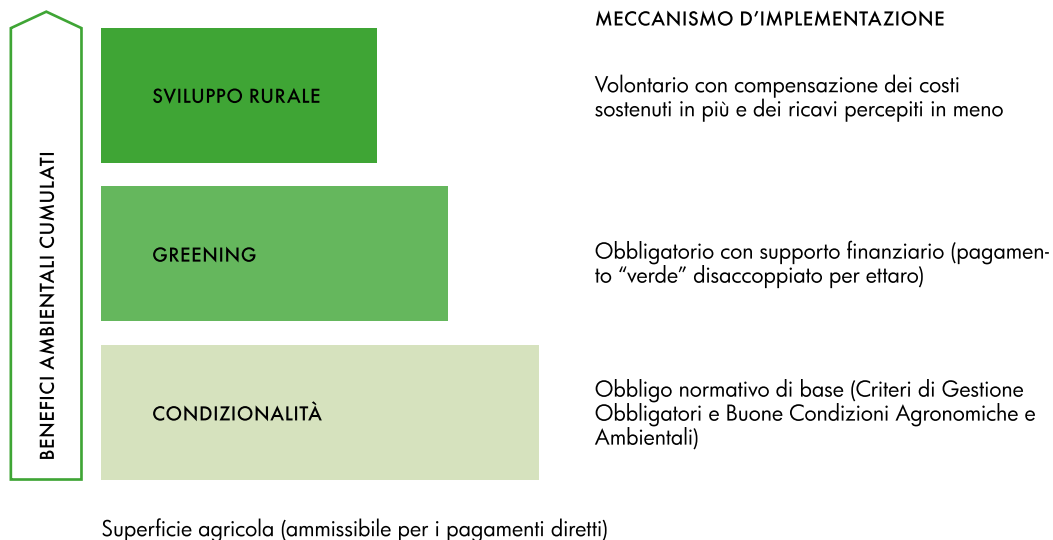 MECCANISMO D’IMPLEMENTAZIONE
SVILUPPO RURALE
Volontario con compensazione dei costi
sostenuti in più e dei ricavi percepiti in meno
GREENING
Obbligatorio con supporto finanziario (pagamen-
to “verde” disaccoppiato per ettaro)
CONDIZIONALITÀ
Obbligo normativo di base (Criteri di Gestione
Obbligatori e Buone Condizioni Agronomiche e
Ambientali)
BENEFICI AMBIENTALI CUMULATI
Superficie agricola (ammissibile per i pagamenti diretti)